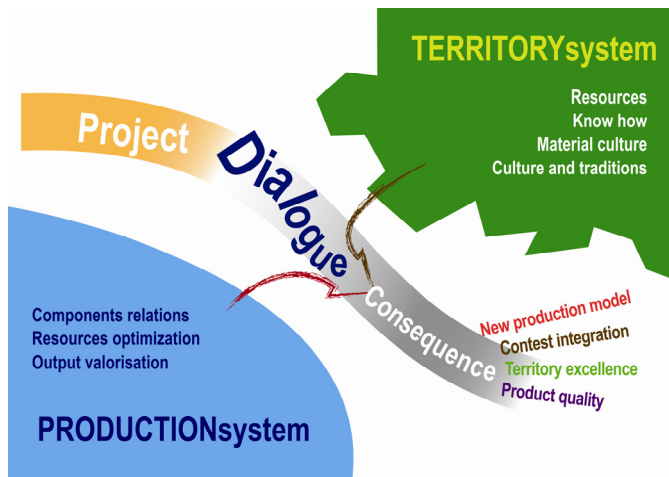 TERRITORYsystem
Resources
Know how
Material culture
Culture and traditions
Project
Dialogue
Consequence
New production model
Contest integration
Territory excellence
Product quality
Components relations
Resources optimization
Output valorisation
PRODUCTIONsystem